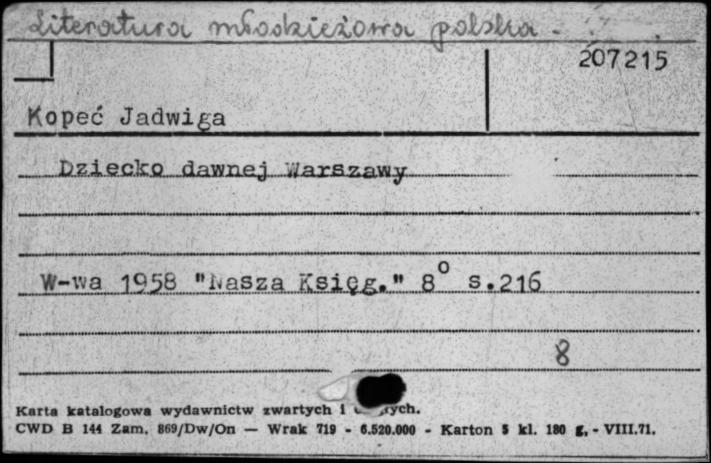 Literatura młodzieżowa polska -
207215
Kopeć Jadwiga
Dziecko dawnej Warszawy
W-wa 1958 "Nasza Księg." 8° s.216
8
Karta katalogowa wydawnictw zwartych i
CWD B 144 Zam. 869/Dw/On — Wrak 719 - 6.520.000 - Karton 5 kl. 180 g. - VIII.71.